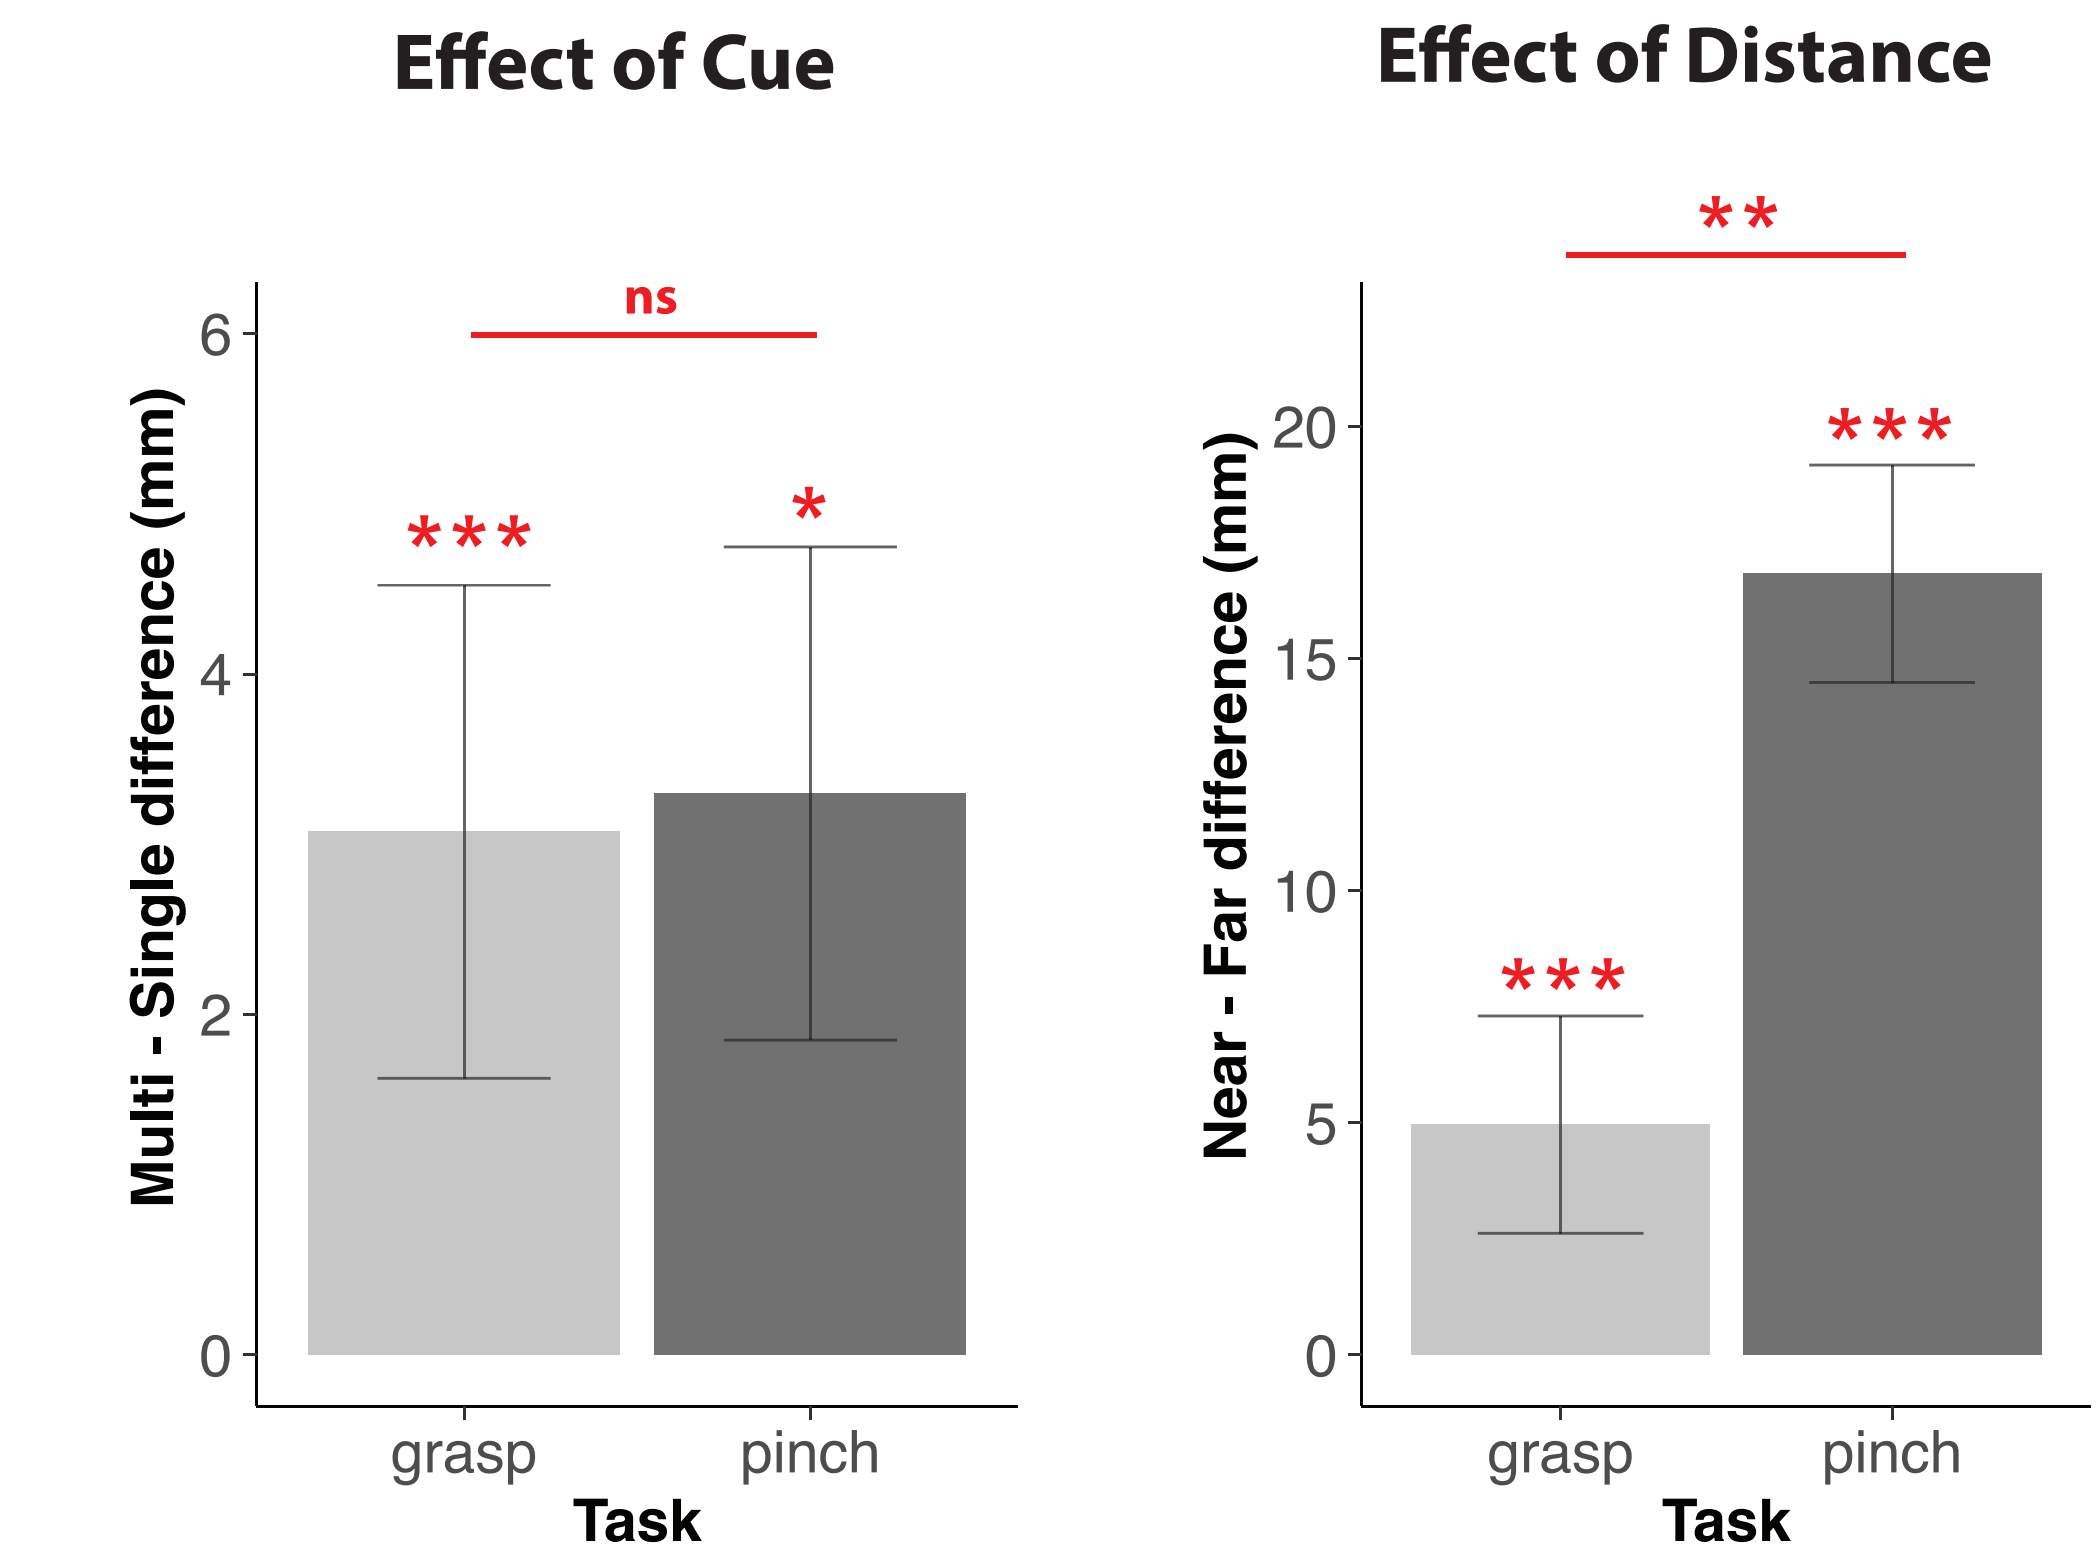 Effect of Cue
ns
***
*
6
4
2
0
Multi - Single difference (mm)
grasp
pinch
Task
Effect of Distance
**
***
***
20
15
10
5
0
Near - Far difference (mm)
grasp
pinch
Task